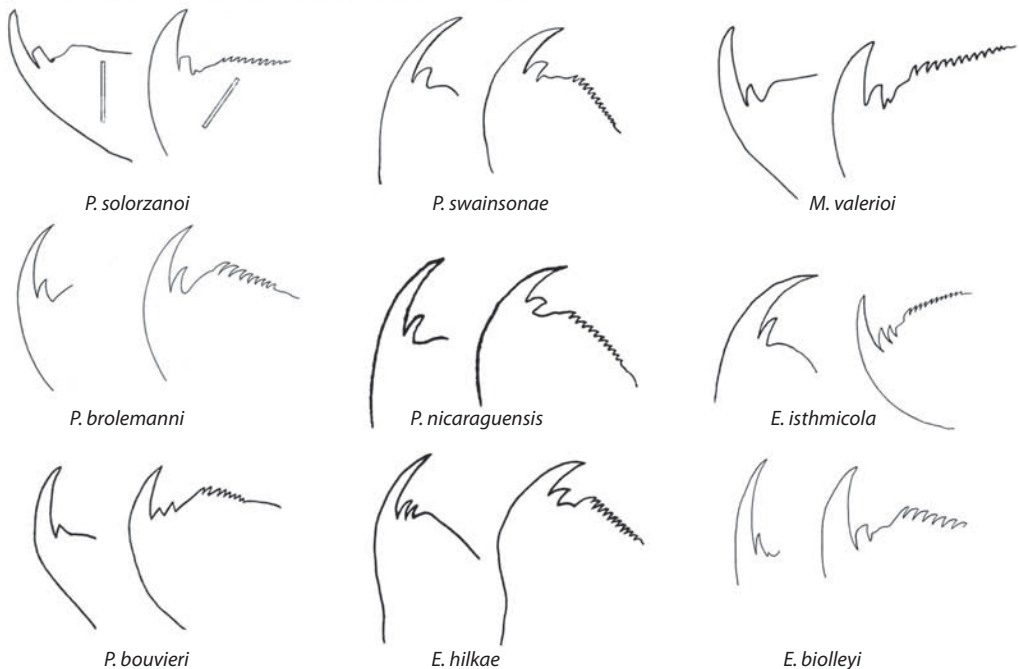 P. solorzanoi
P. swainsonae
M. valerioi
P. brolemanni
P. nicaraguensis
E. isthmicola
P. bouvieri
E. hilkae
E. biolleyi